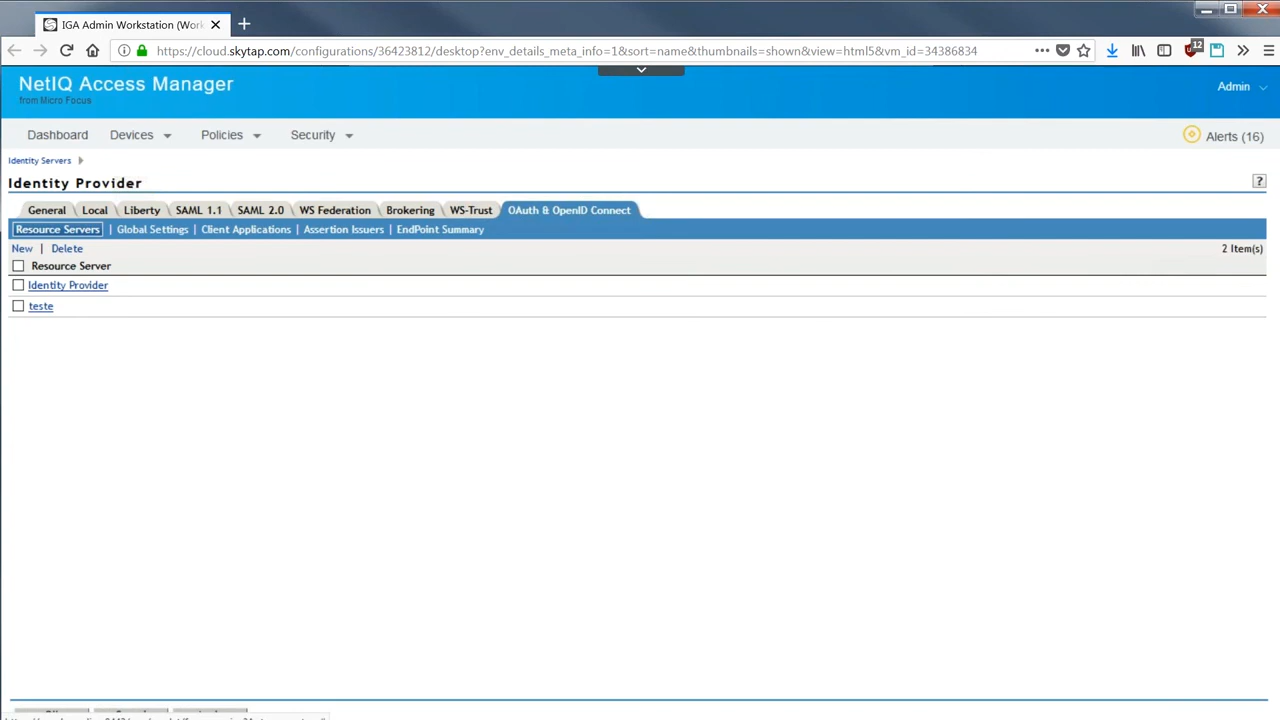 IGA Admin Workstation (Work
https://cloud.skytap.com/configurations/36423812/desktop?env_details_meta_info=1&sort=name&thumbnails=shown&view=html5&vm_id=34386834
12
NetIQ Access Manager
from Micro Focus
Admin
Dashboard Devices Policies Security Alerts (16)
Identity Servers
Identity Provider ?
General Local Liberty SAML 1.1 SAML 2.0 WS Federation Brokering WS-Trust OAuth & OpenID Connect
Resource Servers | Global Settings | Client Applications | Assertion Issuers | EndPoint Summary
New | Delete 2 Item(s)
Resource Server
Identity Provider
teste